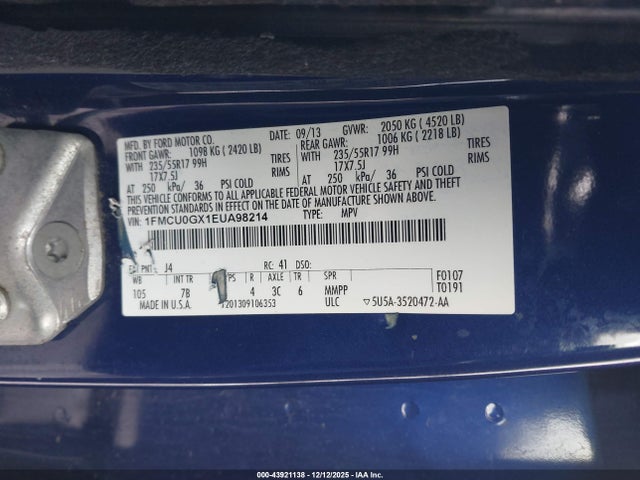 MFD. BY FORD MOTOR CO.
DATE: 09/13 GVWR: 2050 KG ( 4520 LB)
FRONT GAWR: 1098 KG ( 2420 LB) REAR GAWR: 1006 KG ( 2218 LB)
WITH 235/55R17 99H TIRES WITH 235/55R17 99H TIRES
17X7.5J RIMS 17X7.5J RIMS
AT 250 kPa/ 36 PSI COLD AT 250 kPa/ 36 PSI COLD
THIS VEHICLE CONFORMS TO ALL APPLICABLE FEDERAL MOTOR VEHICLE SAFETY AND BUMPER
STANDARDS IN EFFECT ON THE DATE OF MANUFACTURE SHOWN ABOVE.
VIN: 1FMCU0GX1EUA98214 TYPE: MPV
EXT PNT: J4 RC: 41 DSO:
WB R AXLE TR SPR F0107
105 7B 4 3C 6 MMPP T0191
MADE IN U.S.A. 201309106353 ULC 5U5A-3520472-AA
000-43921138 - 12/12/2025 - IAA Inc.